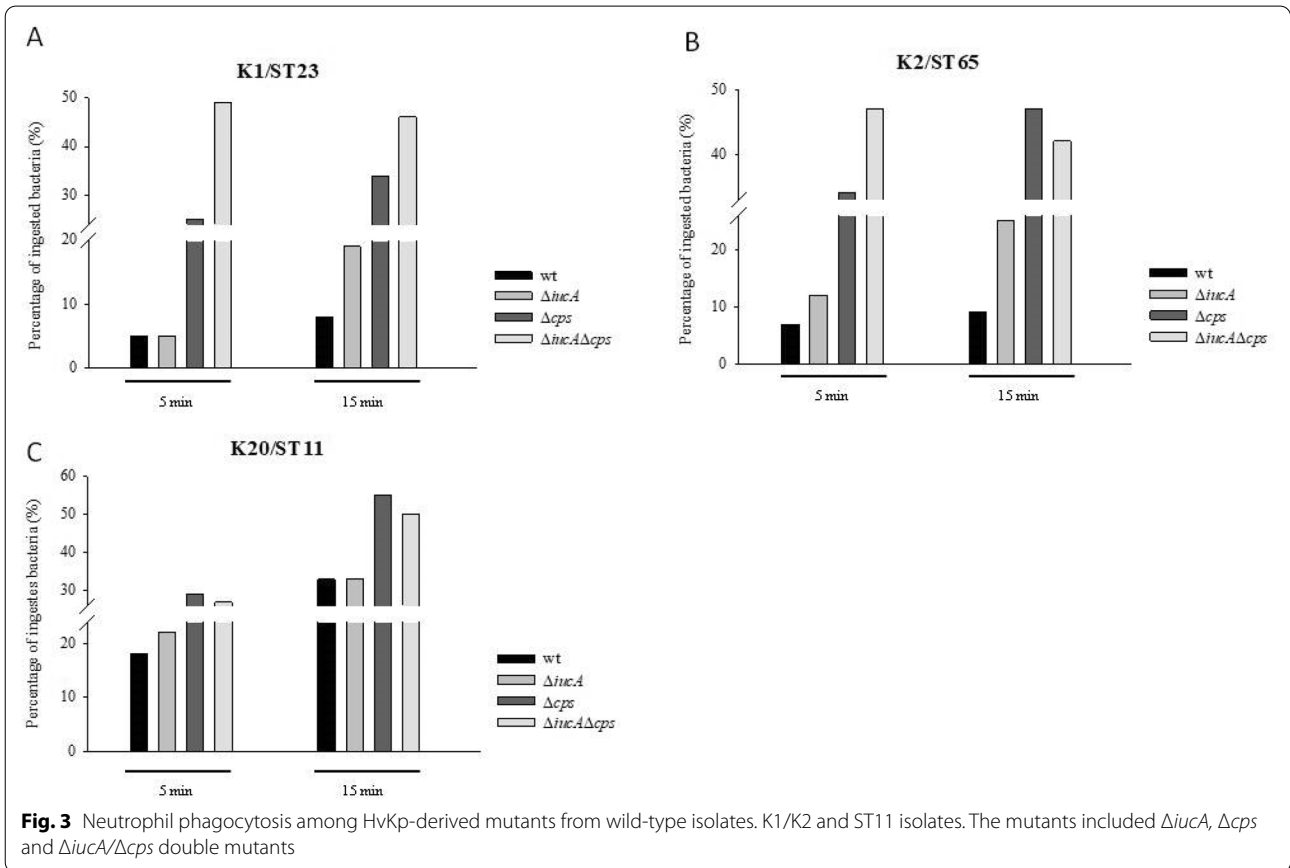 A
K1/ST23
Percentage of ingested bacteria (%)
50
40
30
20
10
0
5 min
15 min
wt
ΔiucA
Δcps
ΔiucAΔcps
B
K2/ST65
Percentage of ingested bacteria (%)
40
20
10
0
5 min
15 min
wt
ΔiucA
Δcps
ΔiucAΔcps
C
K20/ST11
Percentage of ingestes bacteria (%)
60
50
40
30
20
10
0
5 min
15 min
wt
ΔiucA
Δcps
ΔiucAΔcps
Fig. 3 Neutrophil phagocytosis among HvKp-derived mutants from wild-type isolates. K1/K2 and ST11 isolates. The mutants included ΔiucA, Δcps
and ΔiucA/Δcps double mutants